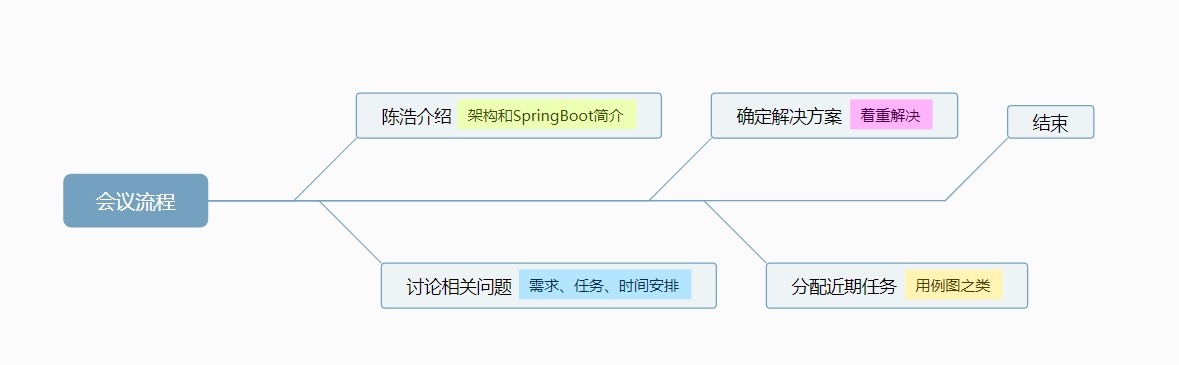 会议流程
陈浩介绍 架构和SpringBoot简介
讨论相关问题 需求、任务、时间安排
确定解决方案 着重解决
分配近期任务 用例图之类
结束